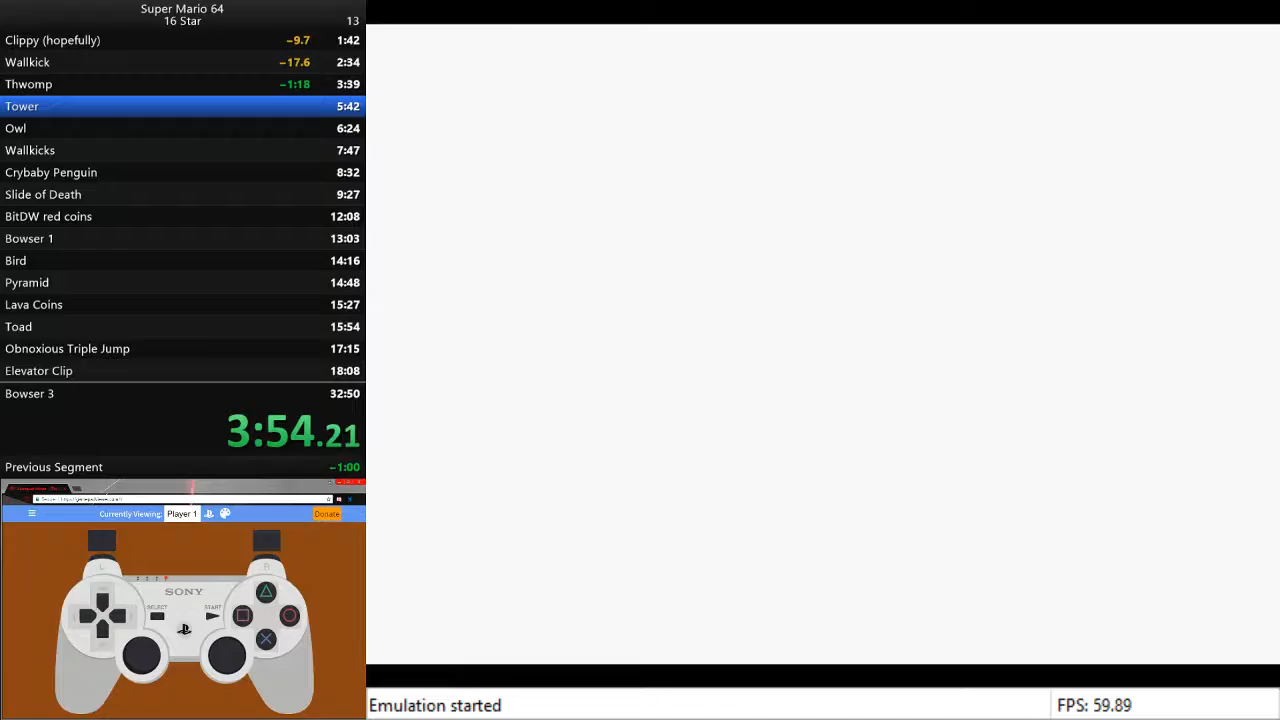 Super Mario 64
16 Star 13
Clippy (hopefully) −9.7 1:42
Wallkick −17.6 2:34
Thwomp −1:18 3:39
Tower 5:42
Owl 6:24
Wallkicks 7:47
Crybaby Penguin 8:32
Slide of Death 9:27
BitDW red coins 12:08
Bowser 1 13:03
Bird 14:16
Pyramid 14:48
Lava Coins 15:27
Toad 15:54
Obnoxious Triple Jump 17:15
Elevator Clip 18:08
Bowser 3 32:50
3:54.21
Previous Segment −1:00
Currently Viewing: Player 1 Donate
L R
SONY
SELECT START
Emulation started FPS: 59.89